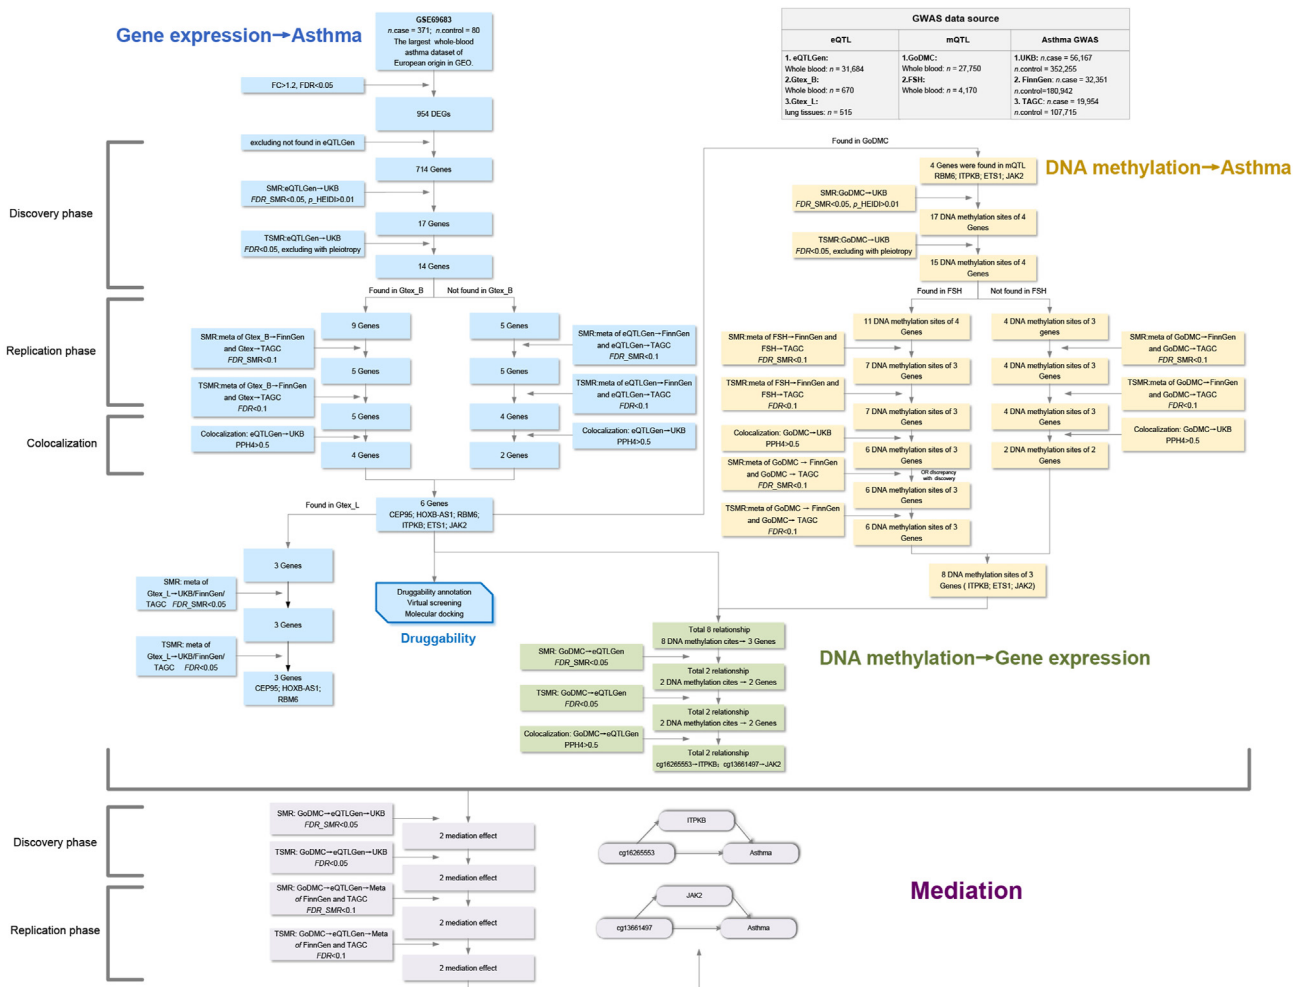 Gene expression→Asthma
GSE69683
n.case = 371; n.control = 80
The largest whole-blood
asthma dataset of
European origin in GEO.
FC>1.2, FDR<0.05
954 DEGs
excluding not found in eQTLGen
714 Genes
Discovery phase
SMR:eQTLGen→UKB
FDR_SMR<0.05, p_HEIDI>0.01
17 Genes
TSMR:eQTLGen→UKB
FDR<0.05, excluding with pleiotropy
14 Genes
Found in Gtex_B
Not found in Gtex_B
Replication phase
9 Genes
SMR:meta of Gtex_B→FinnGen
and Gtex→TAGC
FDR_SMR<0.1
5 Genes
TSMR:meta of Gtex_B→FinnGen
and Gtex→TAGC
FDR<0.1
5 Genes
Colocalization
Colocalization: eQTLGen→UKB
PPH4>0.5
4 Genes
5 Genes
SMR:meta of eQTLGen→FinnGen
and eQTLGen→TAGC
FDR_SMR<0.1
5 Genes
TSMR:meta of eQTLGen→FinnGen
and eQTLGen→TAGC
FDR<0.1
4 Genes
Colocalization: eQTLGen→UKB
PPH4>0.5
2 Genes
6 Genes
CEP95; HOXB-AS1; RBM6;
ITPKB; ETS1; JAK2
Found in Gtex_L
3 Genes
SMR: meta of
Gtex_L→UKB/FinnGen/
TAGC FDR_SMR<0.05
3 Genes
TSMR: meta of
Gtex_L→UKB/FinnGen/
TAGC FDR<0.05
3 Genes
CEP95; HOXB-AS1;
RBM6
Druggability annotation
Virtual screening
Molecular docking
Druggability
GWAS data source
eQTL
mQTL
Asthma GWAS
1. eQTLGen:
Whole blood: n = 31,684
2.Gtex_B:
Whole blood: n = 670
3.Gtex_L:
lung tissues: n = 515
1.GoDMC:
Whole blood: n = 27,750
2.FSH:
Whole blood: n = 4,170
1.UKB: n.case = 56,167
n.control = 352,255
2. FinnGen: n.case = 32,351
n.control=180,942
3. TAGC: n.case = 19,954
n.control = 107,715
Found in GoDMC
DNA methylation→Asthma
4 Genes were found in mQTL
RBM6; ITPKB; ETS1; JAK2
SMR:GoDMC→UKB
FDR_SMR<0.05, p_HEIDI>0.01
17 DNA methylation sites of 4
Genes
TSMR:GoDMC→UKB
FDR<0.05, excluding with pleiotropy
15 DNA methylation sites of 4
Genes
Found in FSH
Not found in FSH
11 DNA methylation sites of 4
Genes
SMR:meta of FSH→FinnGen and
FSH→TAGC
FDR_SMR<0.1
7 DNA methylation sites of 3
Genes
TSMR:meta of FSH→FinnGen and
FSH→TAGC
FDR<0.1
7 DNA methylation sites of 3
Genes
Colocalization: GoDMC→UKB
PPH4>0.5
6 DNA methylation sites of 3
Genes
SMR:meta of GoDMC → FinnGen
and GoDMC → TAGC
FDR_SMR<0.1
OR discrepancy
with discovery
6 DNA methylation sites of 3
Genes
TSMR:meta of GoDMC → FinnGen
and GoDMC→ TAGC
FDR<0.1
6 DNA methylation sites of 3
Genes
4 DNA methylation sites of 3
genes
SMR:meta of GoDMC→FinnGen
and GoDMC→TAGC
FDR_SMR<0.1
4 DNA methylation sites of 3
Genes
TSMR:meta of GoDMC→FinnGen
and GoDMC→TAGC
FDR<0.1
4 DNA methylation sites of 3
Genes
Colocalization: GoDMC→UKB
PPH4>0.5
2 DNA methylation sites of 2
Genes
8 DNA methylation sites of 3
Genes ( ITPKB; ETS1; JAK2)
DNA methylation→Gene expression
Total 8 relationship
8 DNA methylation cites→ 3 Genes
SMR: GoDMC→eQTLGen
FDR_SMR<0.05
Total 2 relationship
2 DNA methylation cites → 2 Genes
TSMR: GoDMC→eQTLGen
FDR<0.05
Total 2 relationship
2 DNA methylation cites → 2 Genes
Colocalization: GoDMC→eQTLGen
PPH4>0.5
Total 2 relationship
cg16265553→ITPKB; cg13661497→JAK2
Discovery phase
SMR: GoDMC→eQTLGen→UKB
FDR_SMR<0.05
2 mediation effect
TSMR: GoDMC→eQTLGen→UKB
FDR<0.05
2 mediation effect
Replication phase
SMR: GoDMC→eQTLGen→Meta
of FinnGen and TAGC
FDR_SMR<0.1
2 mediation effect
TSMR: GoDMC→eQTLGen→Meta
of FinnGen and TAGC
FDR<0.1
2 mediation effect
ITPKB
cg16265553
Asthma
JAK2
cg13661497
Asthma
Mediation